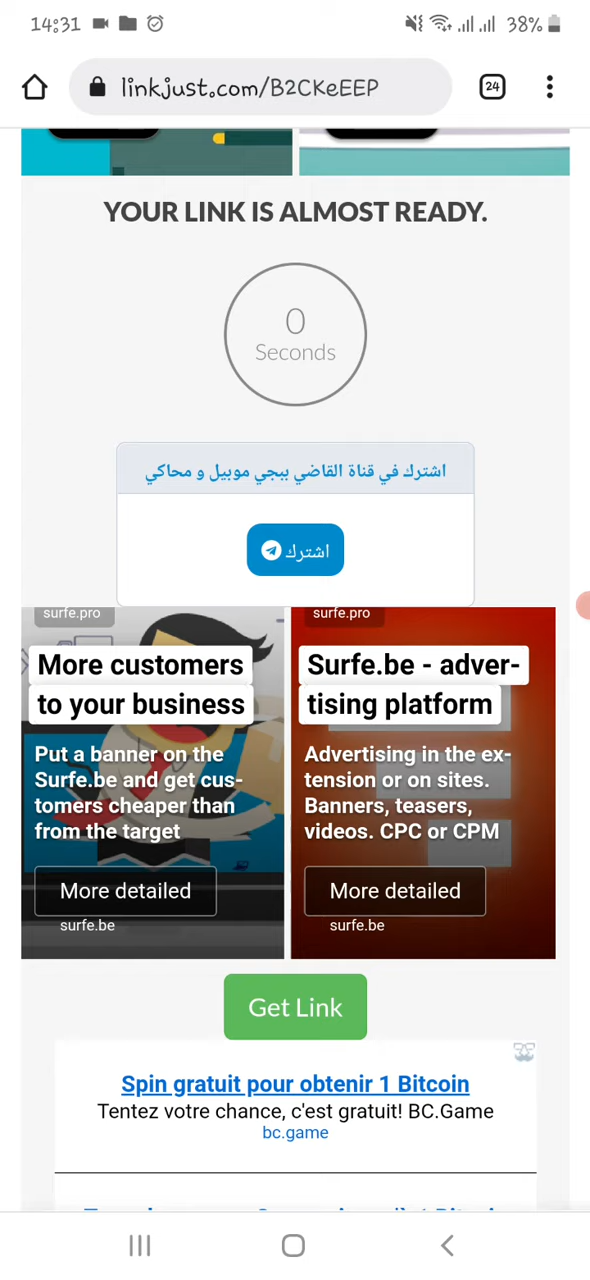 14:31
38%
linkjust.com/B2CKeEEP
24
YOUR LINK IS ALMOST READY.
0
Seconds
اشترك في قناة القاضي ببجي موبيل و محاكي
اشترك
surfe.pro
More customers
to your business
Put a banner on the
Surfe.be and get cus-
tomers cheaper than
from the target
More detailed
surfe.be
surfe.pro
Surfe.be - adver-
tising platform
Advertising in the ex-
tension or on sites.
Banners, teasers,
videos. CPC or CPM
More detailed
surfe.be
Get Link
Spin gratuit pour obtenir 1 Bitcoin
Tentez votre chance, c'est gratuit! BC.Game
bc.game